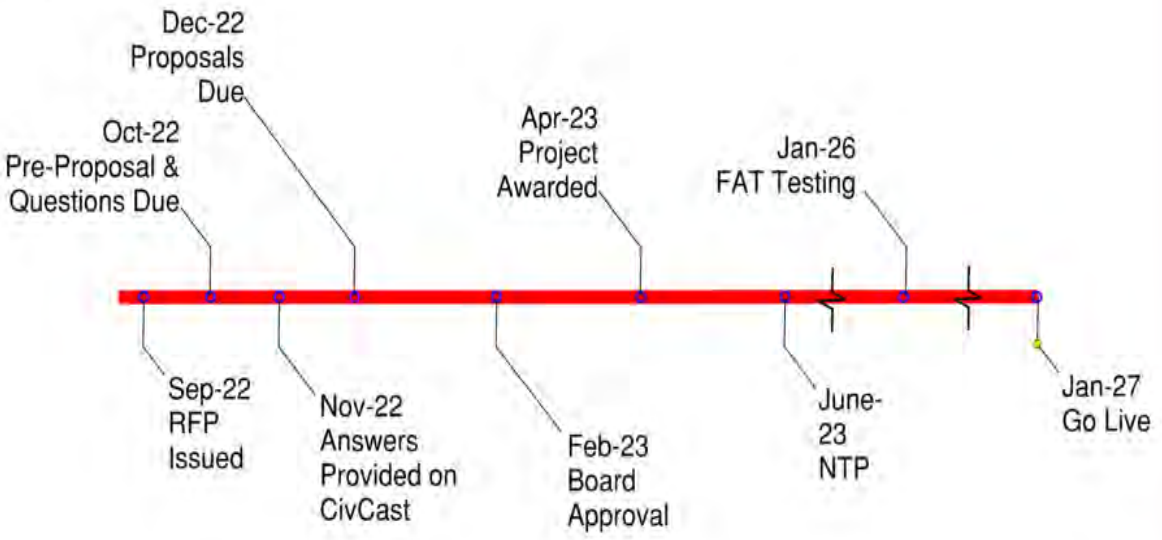 Dec-22
Proposals
Due
Oct-22
Pre-Proposal &
Questions Due
Apr-23
Project
Awarded
Jan-26
FAT Testing
Sep-22
RFP
Issued
Nov-22
Answers
Provided on
CivCast
Feb-23
Board
Approval
June-
23
NTP
Jan-27
Go Live